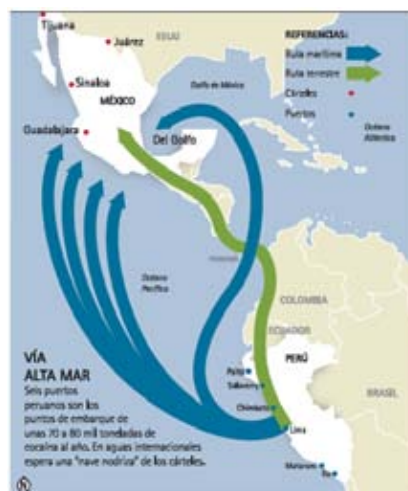 Tijuana
Juárez
EEUU
REFERENCIAS:
Ruta marítima
Ruta terrestre
Cárteles
Puertos
Sinaloa
MÉXICO
Golfo de México
Océano
Atlántico
Guadalajara
Del Golfo
PANAMÁ
Océano
Pacífico
COLOMBIA
ECUADOR
PERÚ
BRASIL
Paita
Salaverry
Chimbote
Lima
Matarani
Ilo
VÍA
ALTA MAR
Seis puertos
peruanos son los
puntos de embarque de
unas 70 a 80 mil toneladas de
cocaína al año. En aguas internacionales
espera una "nave nodriza" de los cárteles.